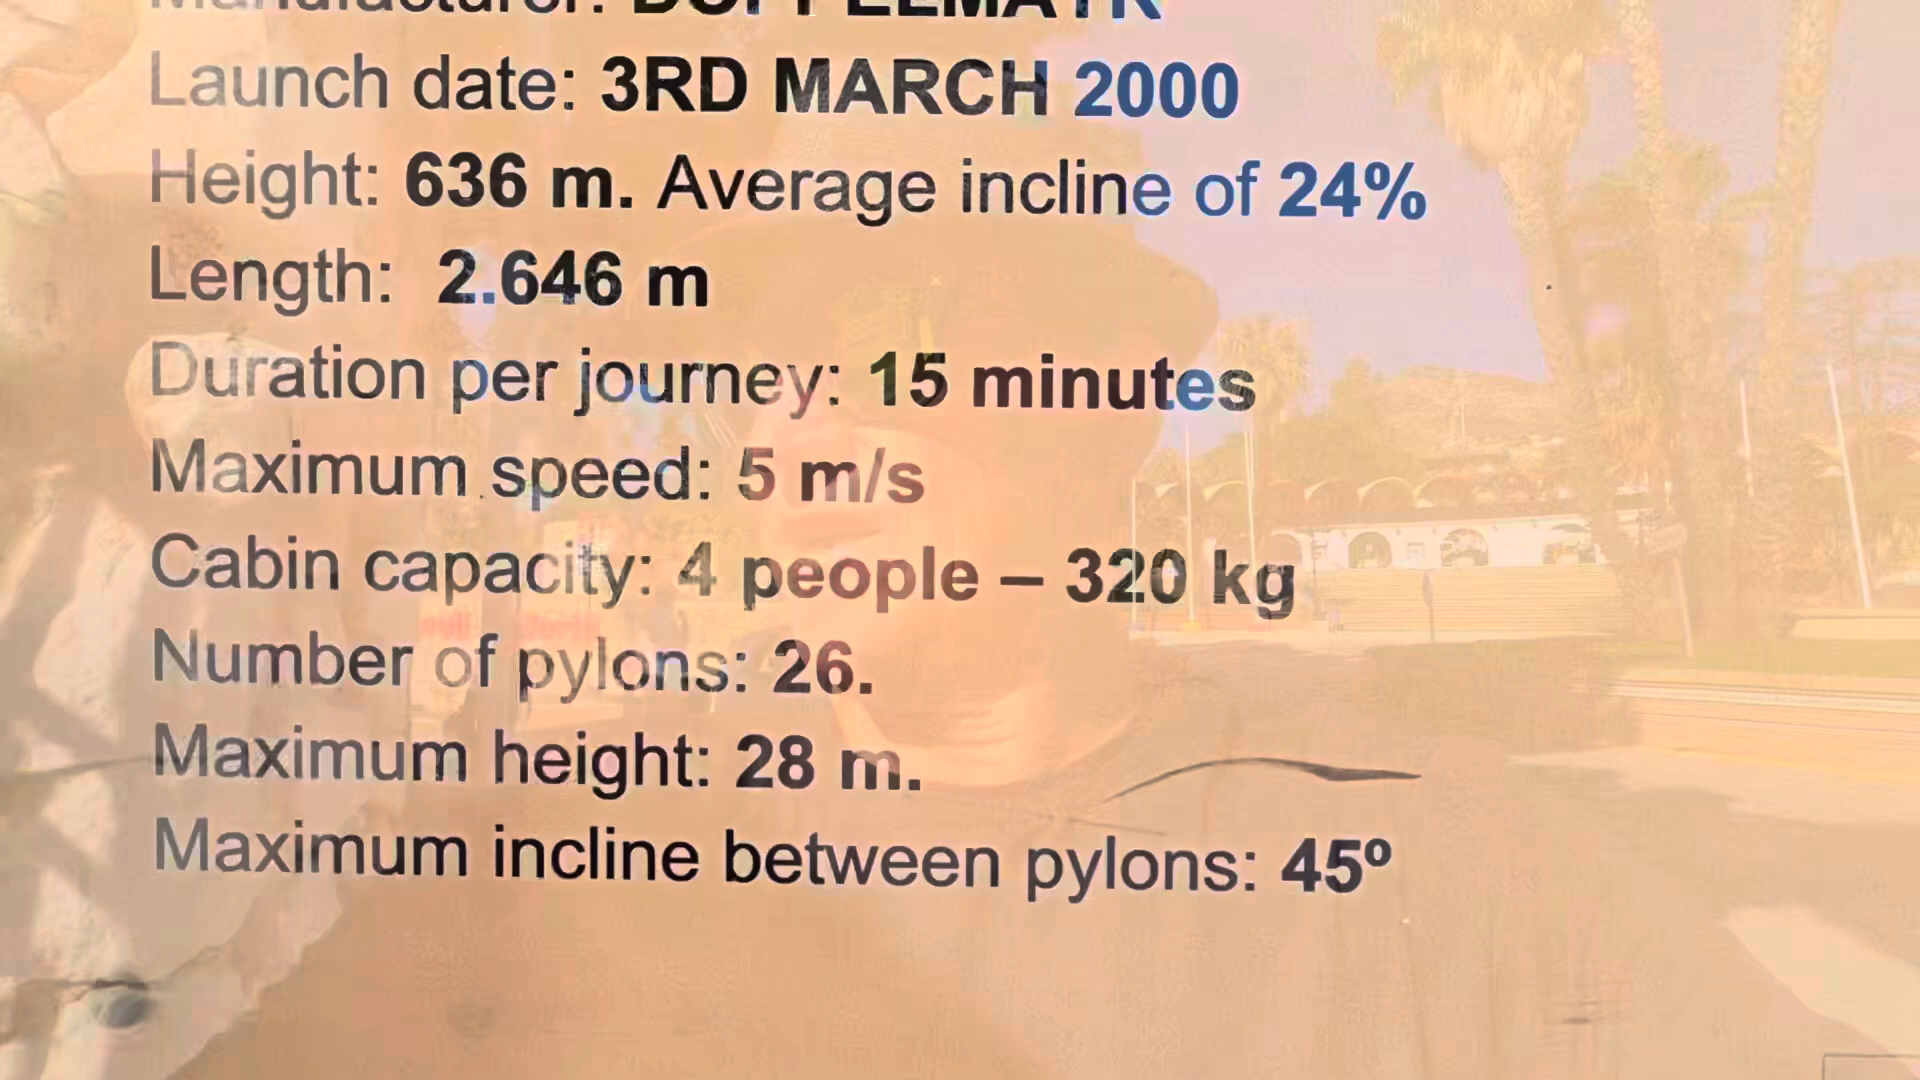 Manufacturer: DOPPELMAYR
Launch date: 3RD MARCH 2000
Height: 636 m. Average incline of 24%
Length: 2.646 m
Duration per journey: 15 minutes
Maximum speed: 5 m/s
Cabin capacity: 4 people – 320 kg
Number of pylons: 26.
Maximum height: 28 m.
Maximum incline between pylons: 45º